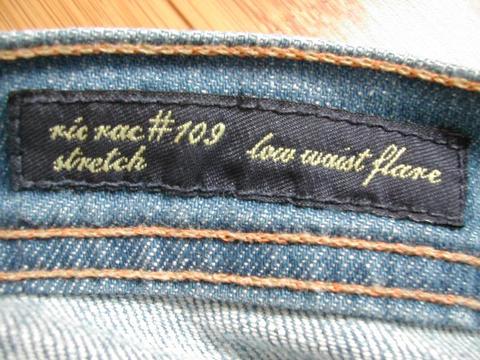 ric rac #109 low waist flare
stretch